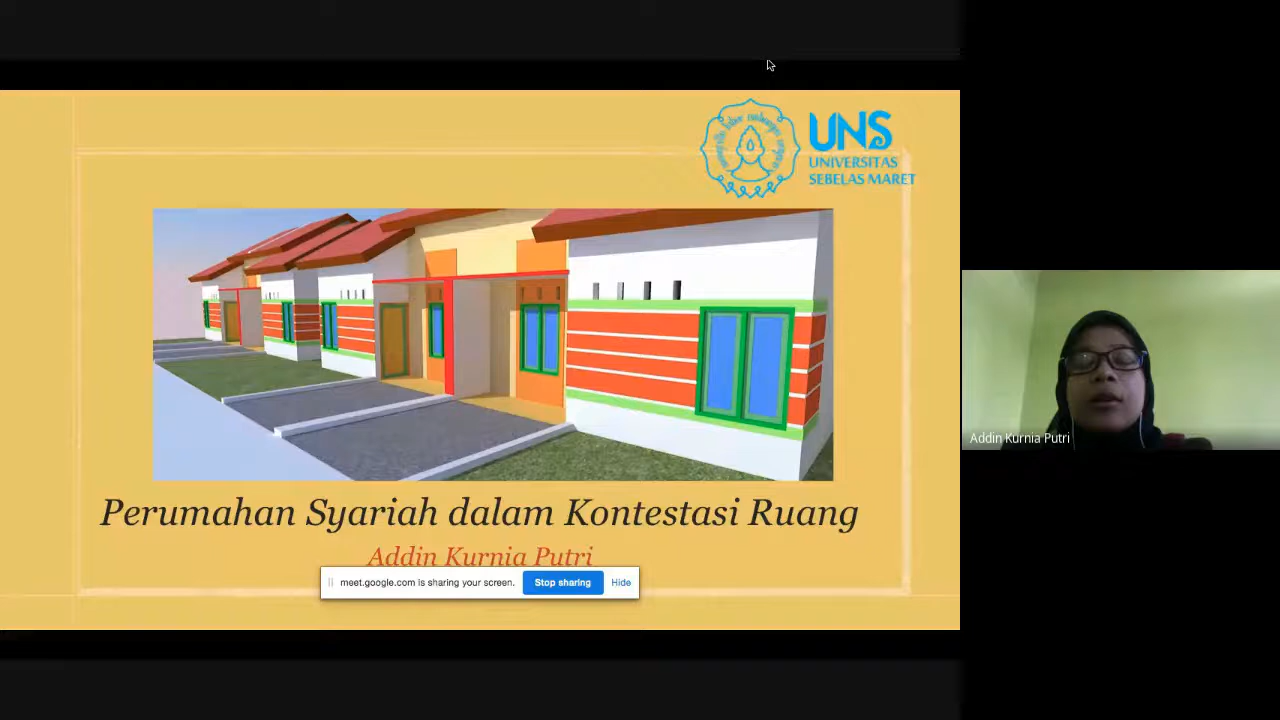 UNS
UNIVERSITAS
SEBELAS MARET
Perumahan Syariah dalam Kontestasi Ruang
Addin Kurnia Putri
meet.google.com is sharing your screen.
Stop sharing
Hide
Addin Kurnia Putri